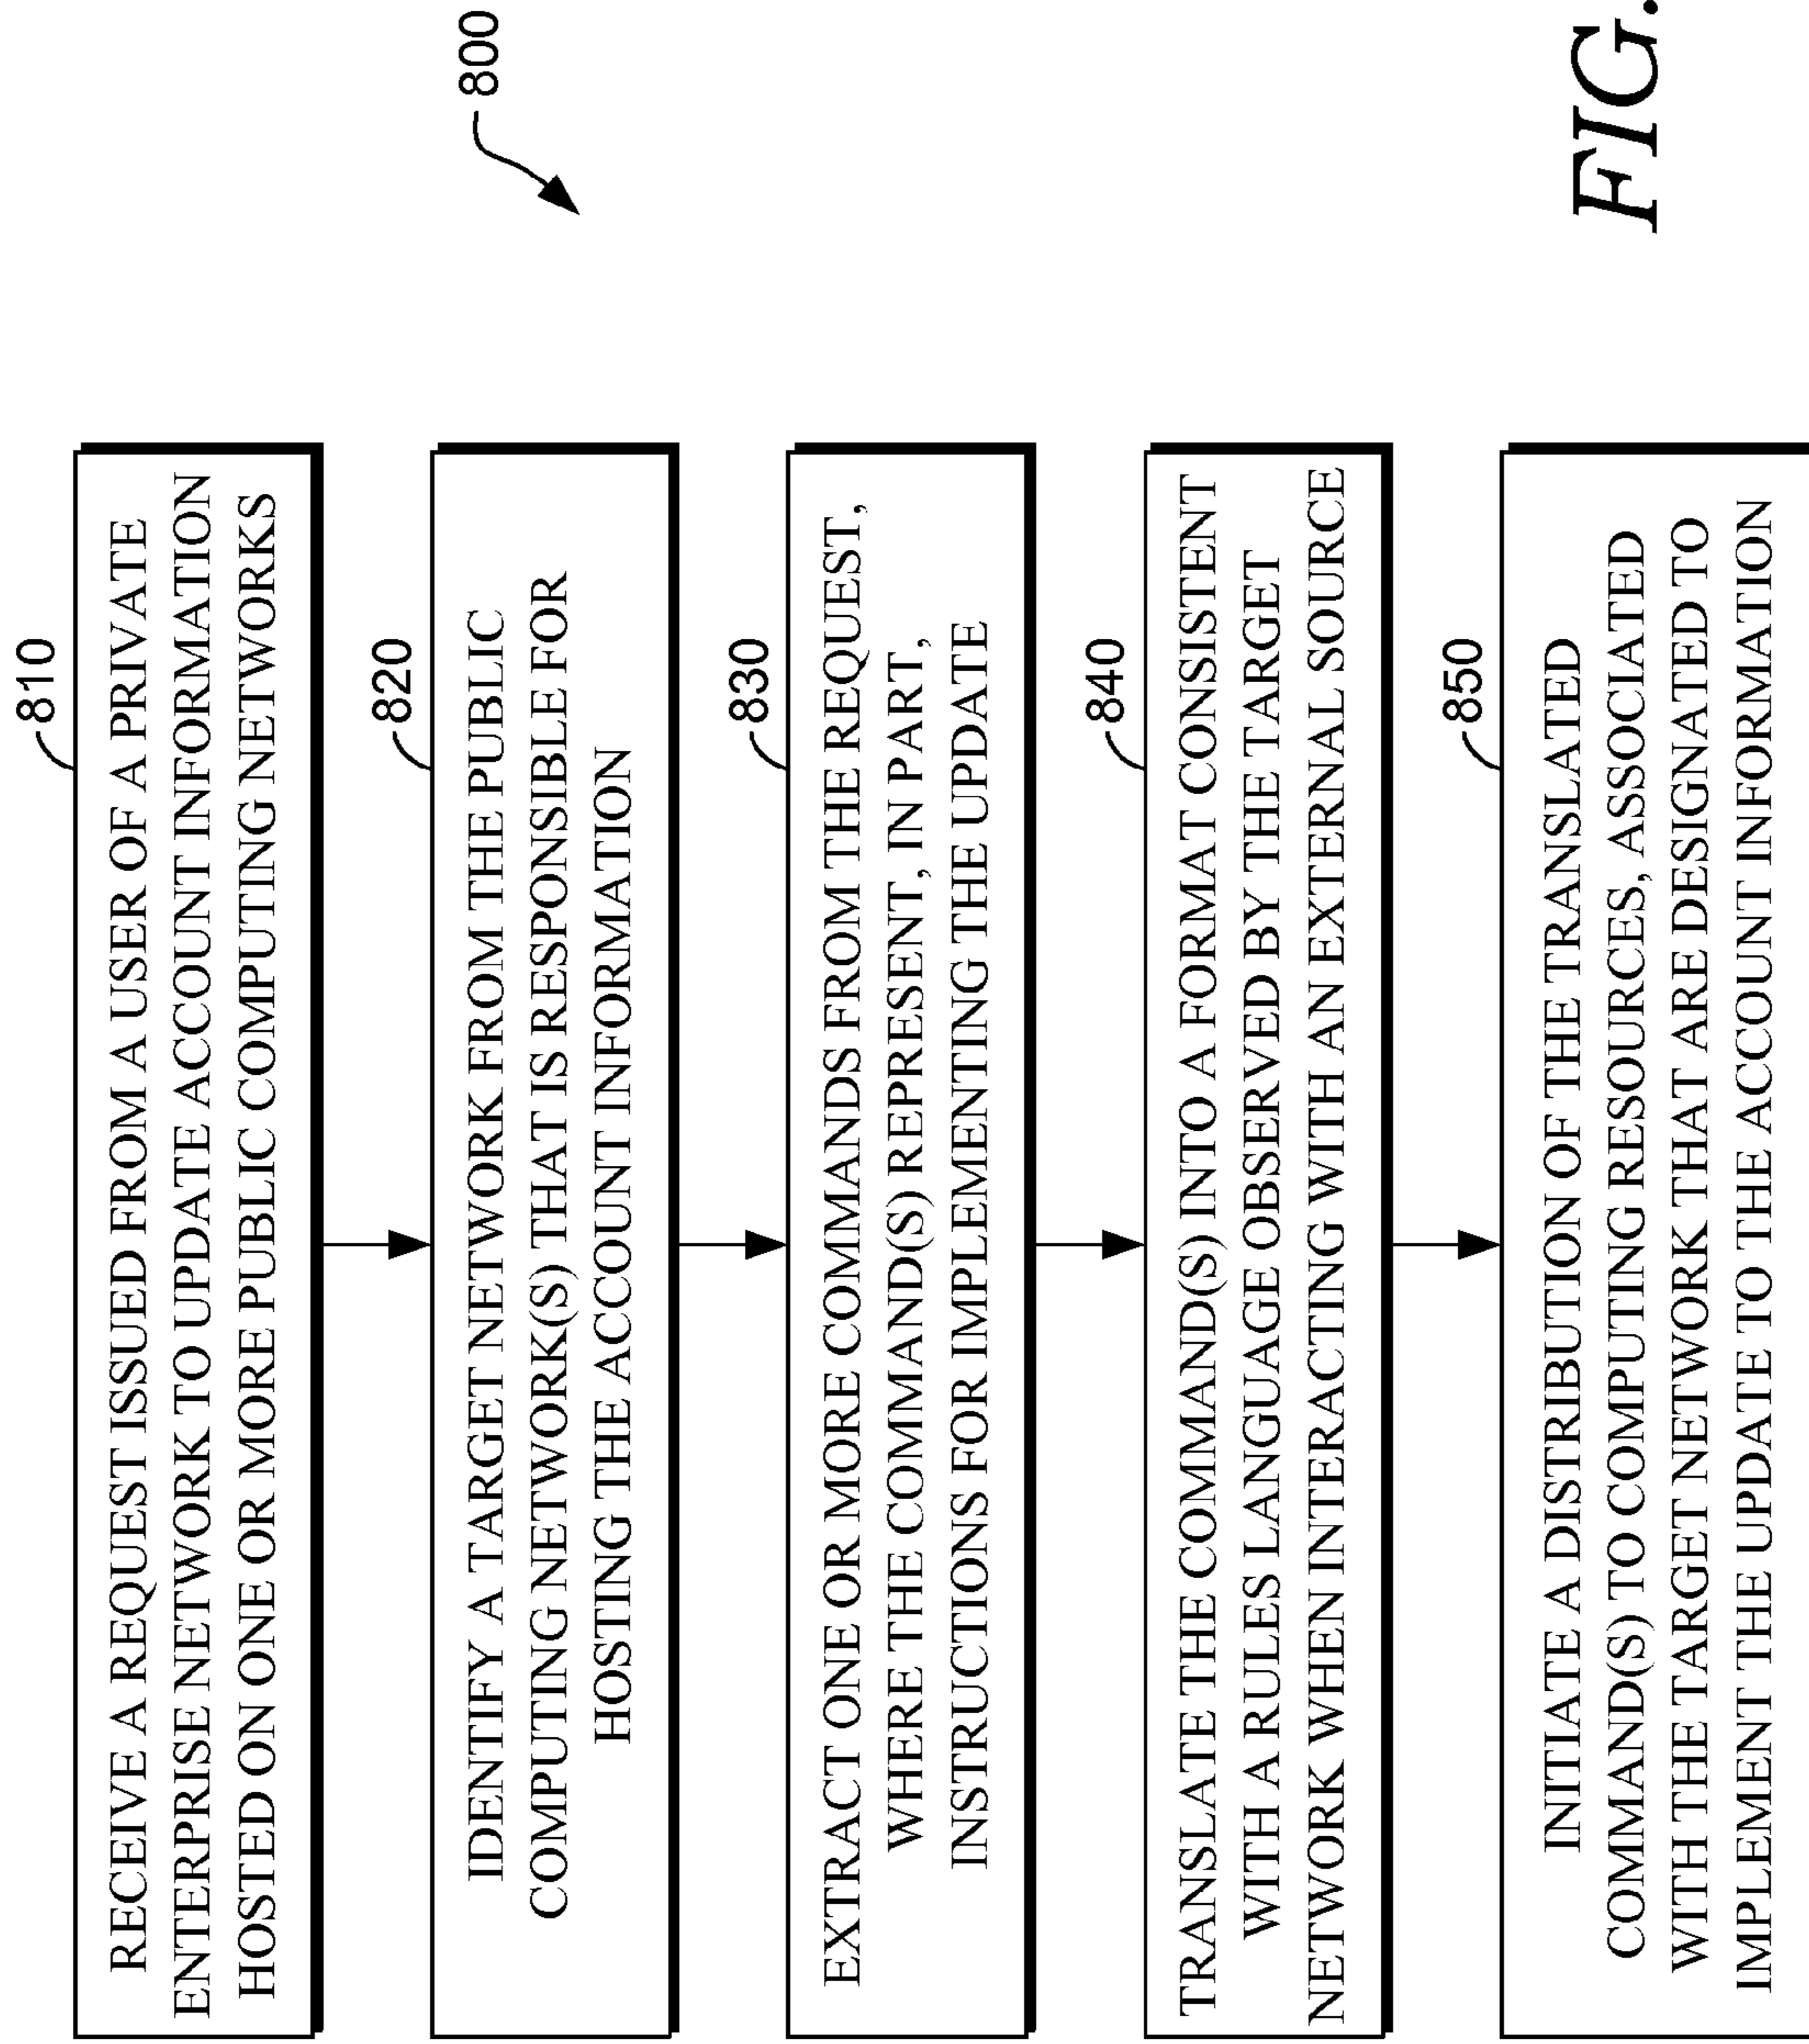 800
810
RECEIVE A REQUEST ISSUED FROM A USER OF A PRIVATE
ENTERPRISE NETWORK TO UPDATE ACCOUNT INFORMATION
HOSTED ON ONE OR MORE PUBLIC COMPUTING NETWORKS
820
IDENTIFY A TARGET NETWORK FROM THE PUBLIC
COMPUTING NETWORK(S) THAT IS RESPONSIBLE FOR
HOSTING THE ACCOUNT INFORMATION
830
EXTRACT ONE OR MORE COMMANDS FROM THE REQUEST,
WHERE THE COMMAND(S) REPRESENT, IN PART,
INSTRUCTIONS FOR IMPLEMENTING THE UPDATE
840
TRANSLATE THE COMMAND(S) INTO A FORMAT CONSISTENT
WITH A RULES LANGUAGE OBSERVED BY THE TARGET
NETWORK WHEN INTERACTING WITH AN EXTERNAL SOURCE
850
INITIATE A DISTRIBUTION OF THE TRANSLATED
COMMAND(S) TO COMPUTING RESOURCES, ASSOCIATED
WITH THE TARGET NETWORK THAT ARE DESIGNATED TO
IMPLEMENT THE UPDATE TO THE ACCOUNT INFORMATION
FIG.